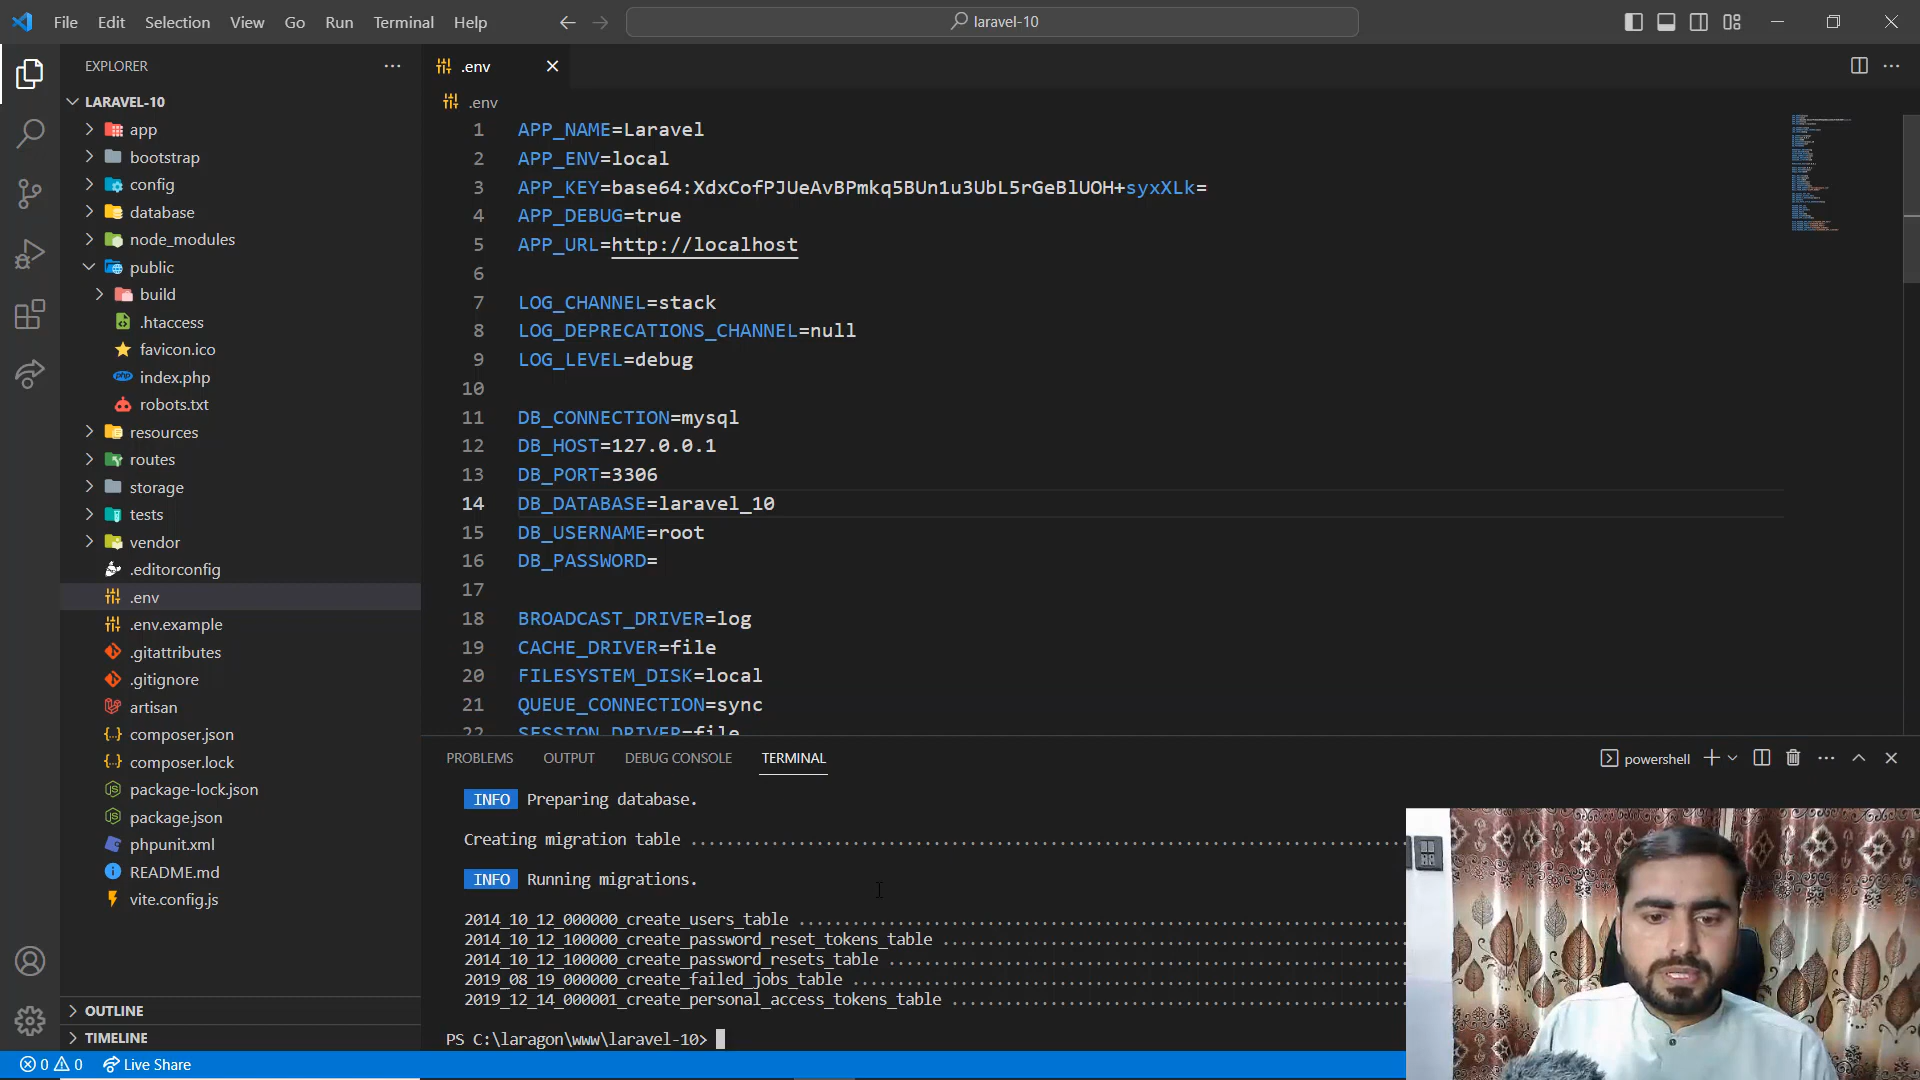 File Edit Selection View Go Run Terminal Help
laravel-10
EXPLORER
LARAVEL-10
app
bootstrap
config
database
node_modules
public
build
.htaccess
favicon.ico
index.php
robots.txt
resources
routes
storage
tests
vendor
.editorconfig
.env
.env.example
.gitattributes
.gitignore
artisan
composer.json
composer.lock
package-lock.json
package.json
phpunit.xml
README.md
vite.config.js
OUTLINE
TIMELINE
.env
.env
1 APP_NAME=Laravel
2 APP_ENV=local
3 APP_KEY=base64:XdxCofPJUeAvBPmkq5BUn1u3UbL5rGeBlUOH+syxXLk=
4 APP_DEBUG=true
5 APP_URL=http://localhost
6
7 LOG_CHANNEL=stack
8 LOG_DEPRECATIONS_CHANNEL=null
9 LOG_LEVEL=debug
10
11 DB_CONNECTION=mysql
12 DB_HOST=127.0.0.1
13 DB_PORT=3306
14 DB_DATABASE=laravel_10
15 DB_USERNAME=root
16 DB_PASSWORD=
17
18 BROADCAST_DRIVER=log
19 CACHE_DRIVER=file
20 FILESYSTEM_DISK=local
21 QUEUE_CONNECTION=sync
22 SESSION_DRIVER=file
PROBLEMS OUTPUT DEBUG CONSOLE TERMINAL
powershell
INFO Preparing database.
Creating migration table ................................................................................
INFO Running migrations.
2014_10_12_000000_create_users_table ....................................................................
2014_10_12_100000_create_password_reset_tokens_table ....................................................
2014_10_12_100000_create_password_resets_table ..........................................................
2019_08_19_000000_create_failed_jobs_table ..............................................................
2019_12_14_000001_create_personal_access_tokens_table ...................................................
PS C:\laragon\www\laravel-10>
0 0 Live Share